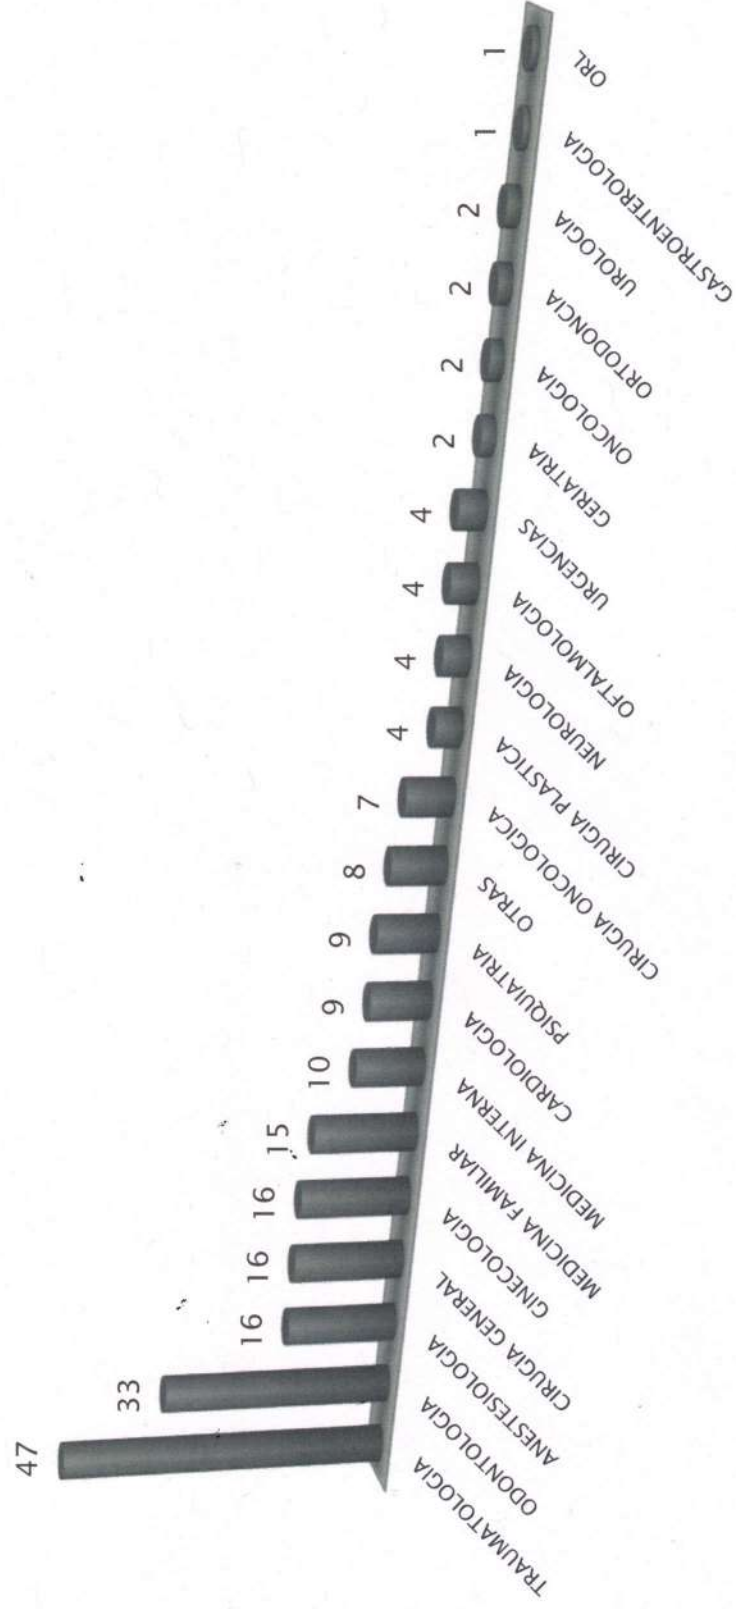 47
33
16
16
16
15
10
9
9
8
7
4
4
4
4
2
2
2
2
1
1
TRAUMATOLOGIA
ODONTOLOGIA
ANESTESIOLOGIA
CIRUGIA GENERAL
GINECOLOGIA
MEDICINA FAMILIAR
MEDICINA INTERNA
CARDIOLOGIA
PSIQUIATRIA
OTRAS
CIRUGIA ONCOLOGICA
CIRUGIA PLASTICA
NEUROLOGIA
OFTALMOLOGIA
URGENCIAS
GERIATRIA
ONCOLOGIA
ORTODONCIA
UROLOGIA
GASTROENTEROLOGIA
ORL